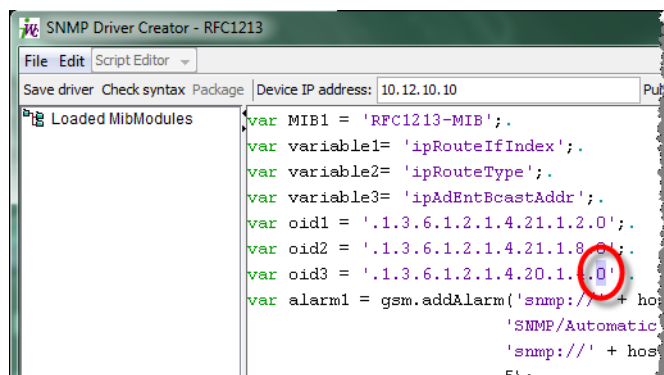 SNMP Driver Creator - RFC1213
File Edit Script Editor
Save driver Check syntax Package Device IP address: 10.12.10.10
Loaded MibModules
var MIB1 = 'RFC1213-MIB';.
var variable1= 'ipRouteIfIndex';.
var variable2= 'ipRouteType';.
var variable3= 'ipAdEntBcastAddr';.
var oid1 = '.1.3.6.1.2.1.4.21.1.2.0';.
var oid2 = '.1.3.6.1.2.1.4.21.1.8.0';.
var oid3 = '.1.3.6.1.2.1.4.20.1.4.0'
var alarm1 = gsm.addAlarm('snmp://' +
'SNMP/Automatic
'snmp://' + host